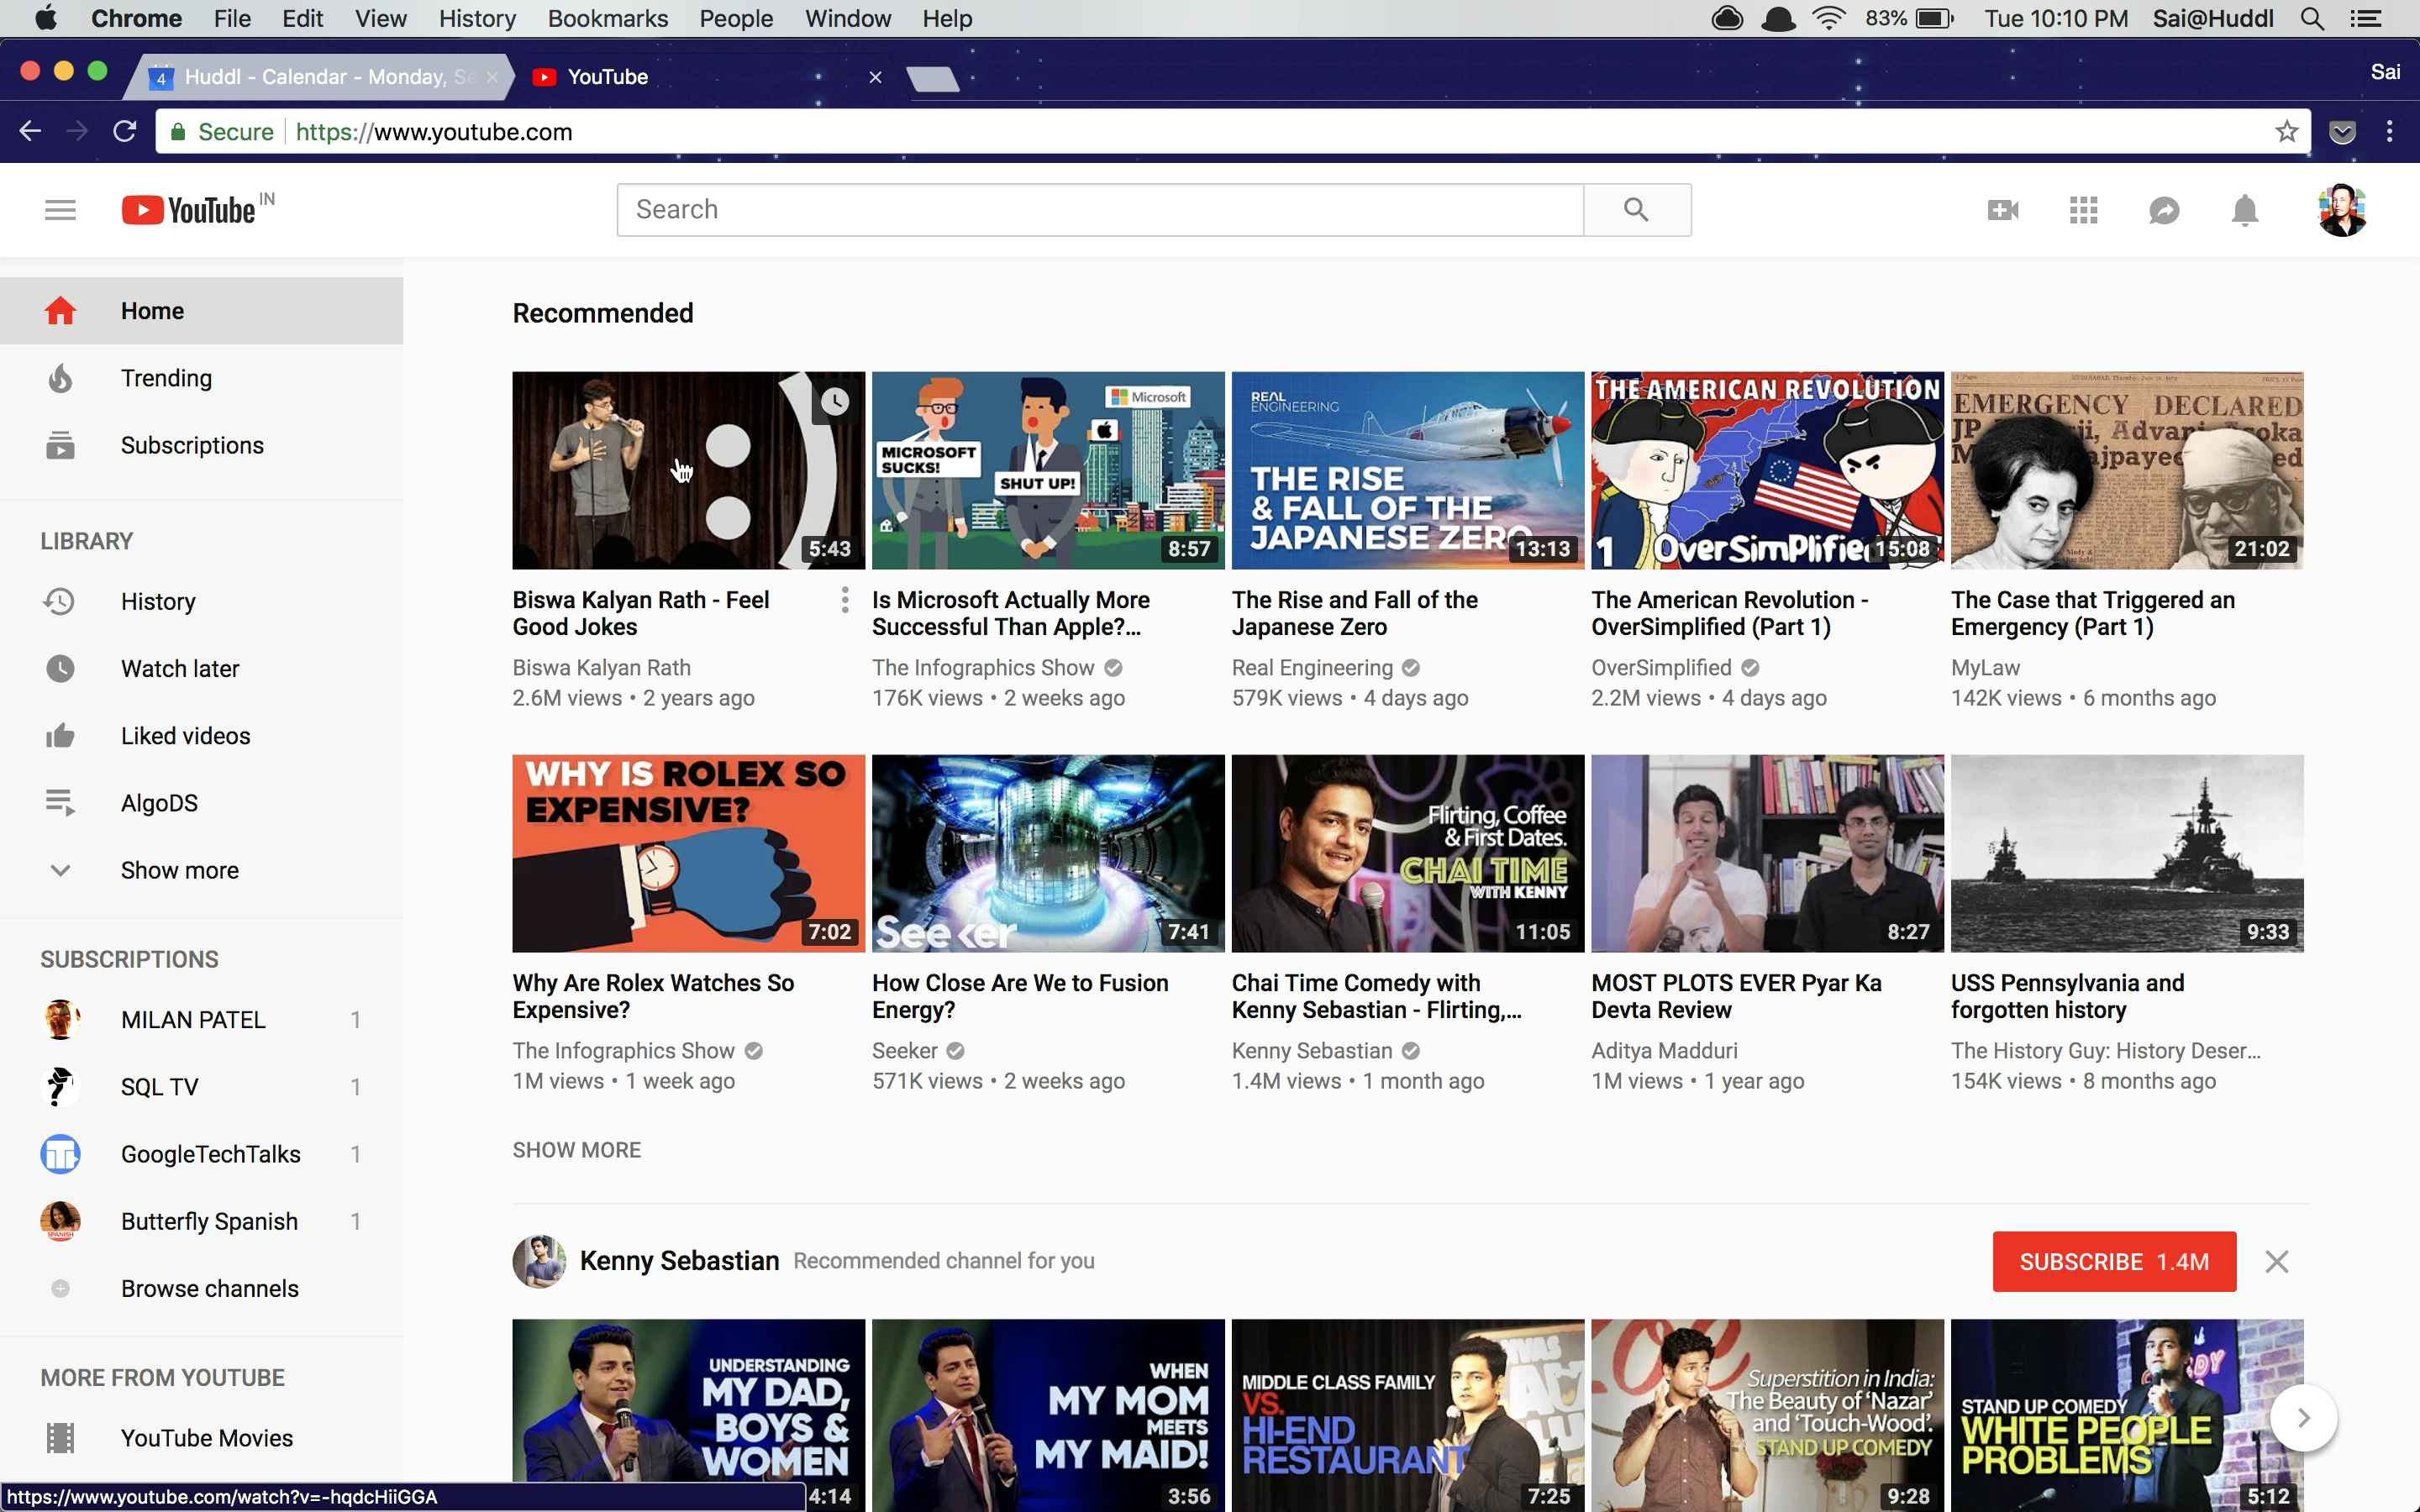 Chrome File Edit View History Bookmarks People Window Help 83% Tue 10:10 PM Sai@Huddl
4 Huddl - Calendar - Monday, Se
YouTube
Sai
Secure https://www.youtube.com
YouTube IN
Search
Home
Trending
Subscriptions
LIBRARY
History
Watch later
Liked videos
AlgoDS
Show more
SUBSCRIPTIONS
MILAN PATEL 1
SQL TV 1
GoogleTechTalks 1
Butterfly Spanish 1
Browse channels
MORE FROM YOUTUBE
YouTube Movies
https://www.youtube.com/watch?v=-hqdcHiiGGA
Recommended
5:43
Biswa Kalyan Rath - Feel
Good Jokes
Biswa Kalyan Rath
2.6M views • 2 years ago
Microsoft
MICROSOFT
SUCKS!
SHUT UP!
8:57
Is Microsoft Actually More
Successful Than Apple?...
The Infographics Show
176K views • 2 weeks ago
REAL
ENGINEERING
THE RISE
& FALL OF THE
JAPANESE ZERO
13:13
The Rise and Fall of the
Japanese Zero
Real Engineering
579K views • 4 days ago
THE AMERICAN REVOLUTION
1 OverSimplified
15:08
The American Revolution -
OverSimplified (Part 1)
OverSimplified
2.2M views • 4 days ago
EMERGENCY DECLARED
JP Advani
21:02
The Case that Triggered an
Emergency (Part 1)
MyLaw
142K views • 6 months ago
WHY IS ROLEX SO
EXPENSIVE?
7:02
Why Are Rolex Watches So
Expensive?
The Infographics Show
1M views • 1 week ago
Seeker
7:41
How Close Are We to Fusion
Energy?
Seeker
571K views • 2 weeks ago
Flirting, Coffee
& First Dates.
CHAI TIME
WITH KENNY
11:05
Chai Time Comedy with
Kenny Sebastian - Flirting,...
Kenny Sebastian
1.4M views • 1 month ago
8:27
MOST PLOTS EVER Pyar Ka
Devta Review
Aditya Madduri
1M views • 1 year ago
9:33
USS Pennsylvania and
forgotten history
The History Guy: History Deser...
154K views • 8 months ago
SHOW MORE
Kenny Sebastian Recommended channel for you
SUBSCRIBE 1.4M
UNDERSTANDING
MY DAD,
BOYS &
WOMEN
4:14
WHEN
MY MOM
MEETS
MY MAID!
3:56
MIDDLE CLASS FAMILY
VS.
HI-END
RESTAURANT
7:25
Superstition in India:
The Beauty of 'Nazar'
and 'Touch-Wood'.
STAND UP COMEDY
9:28
STAND UP COMEDY
WHITE PEOPLE
PROBLEMS
5:12